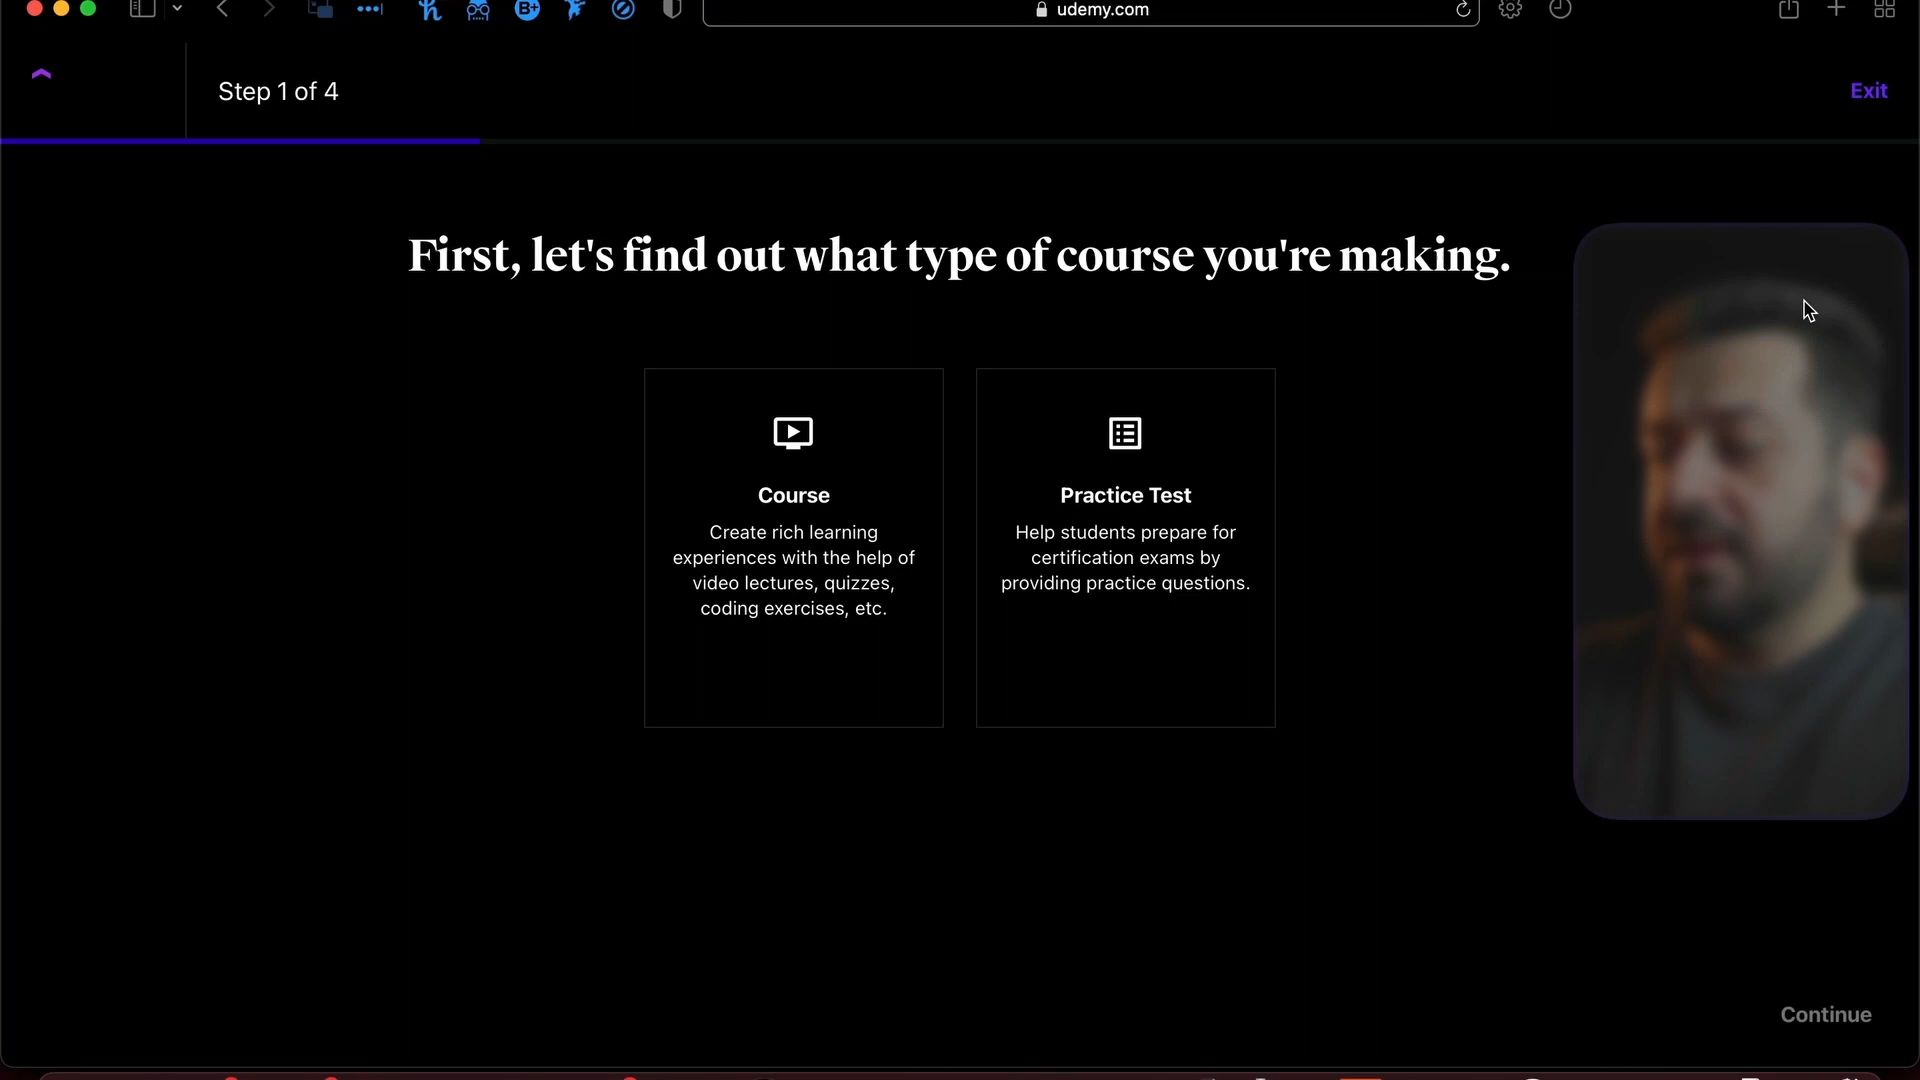 B+
udemy.com
Step 1 of 4
Exit
First, let's find out what type of course you're making.
Course
Create rich learning
experiences with the help of
video lectures, quizzes,
coding exercises, etc.
Practice Test
Help students prepare for
certification exams by
providing practice questions.
Continue